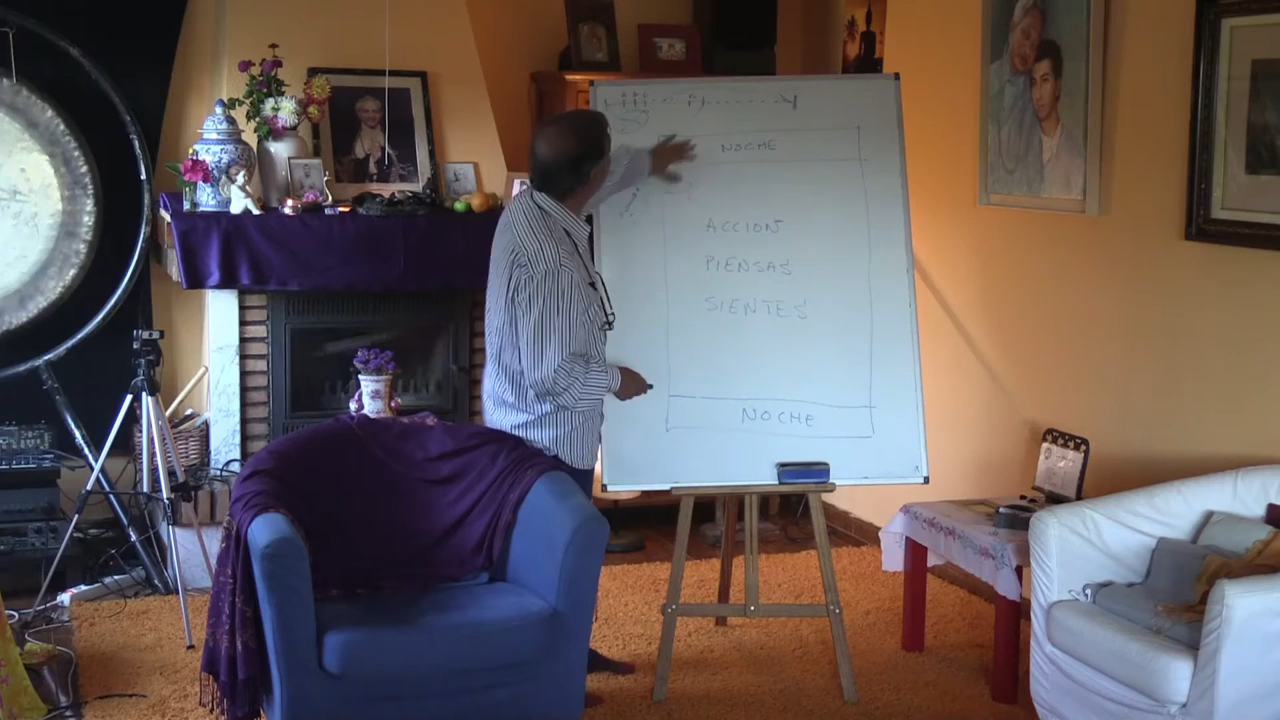 NOCHE
ACCION
PIENSAS
SIENTES
NOCHE